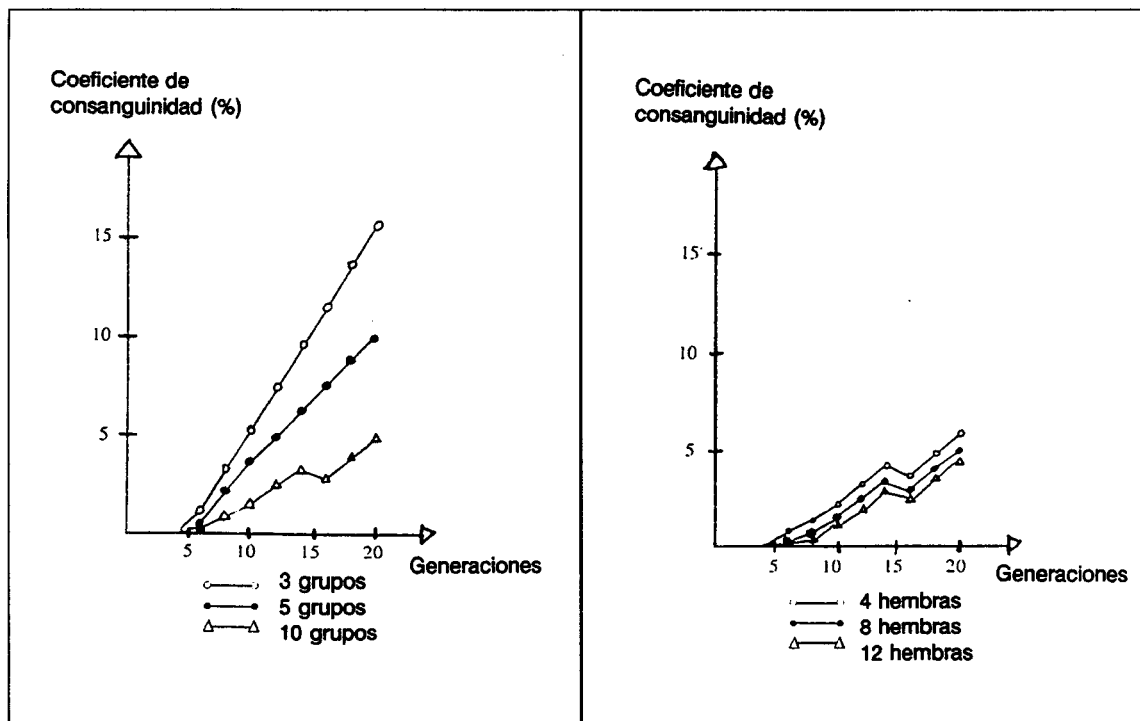 Coeficiente de
consanguinidad (%)
15
10
5
5 10 15 20
Generaciones
3 grupos
5 grupos
10 grupos
Coeficiente de
consanguinidad (%)
15
10
5
5 10 15 20
Generaciones
4 hembras
8 hembras
12 hembras